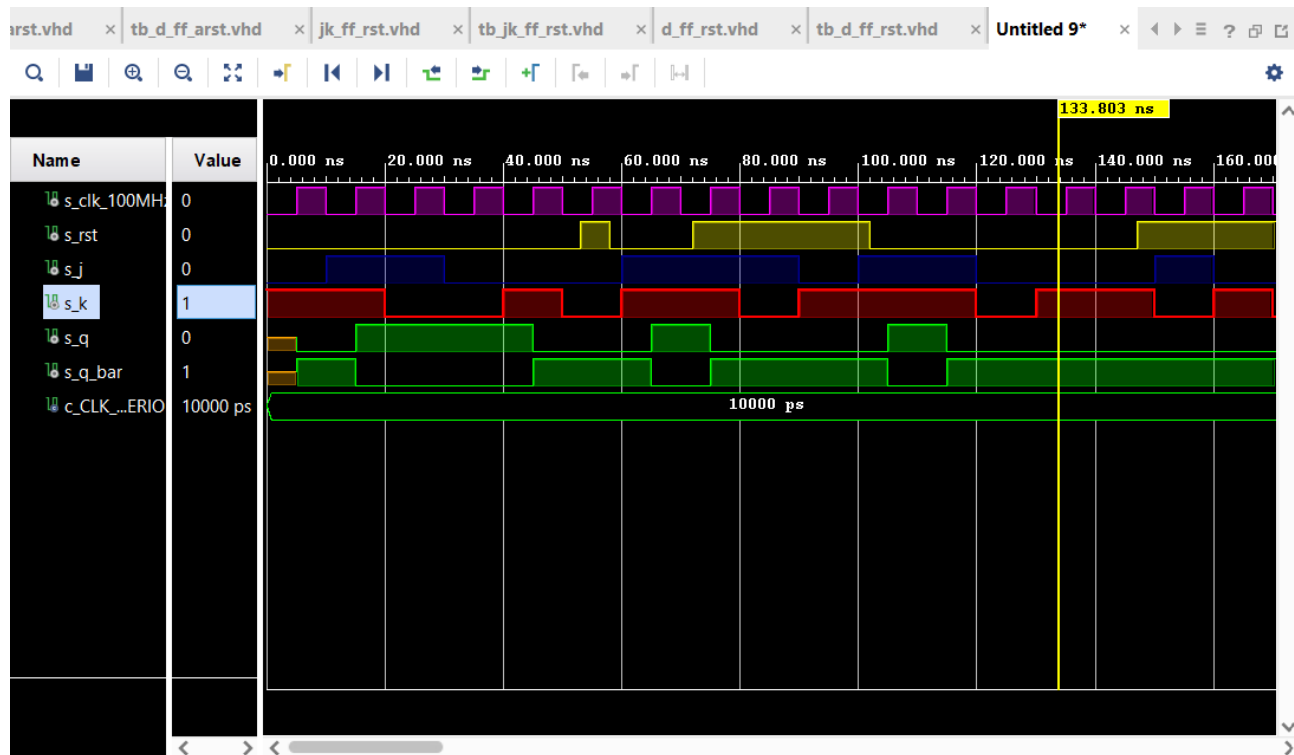 arst.vhd × tb_d_ff_arst.vhd × jk_ff_rst.vhd × tb_jk_ff_rst.vhd × d_ff_rst.vhd × tb_d_ff_rst.vhd × Untitled 9* ×
133.803 ns
Name Value 0.000 ns 20.000 ns 40.000 ns 60.000 ns 80.000 ns 100.000 ns 120.000 ns 140.000 ns 160.000
s_clk_100MHz 0
s_rst 0
s_j 0
s_k 1
s_q 0
s_q_bar 1
c_CLK_...ERIO 10000 ps 10000 ps